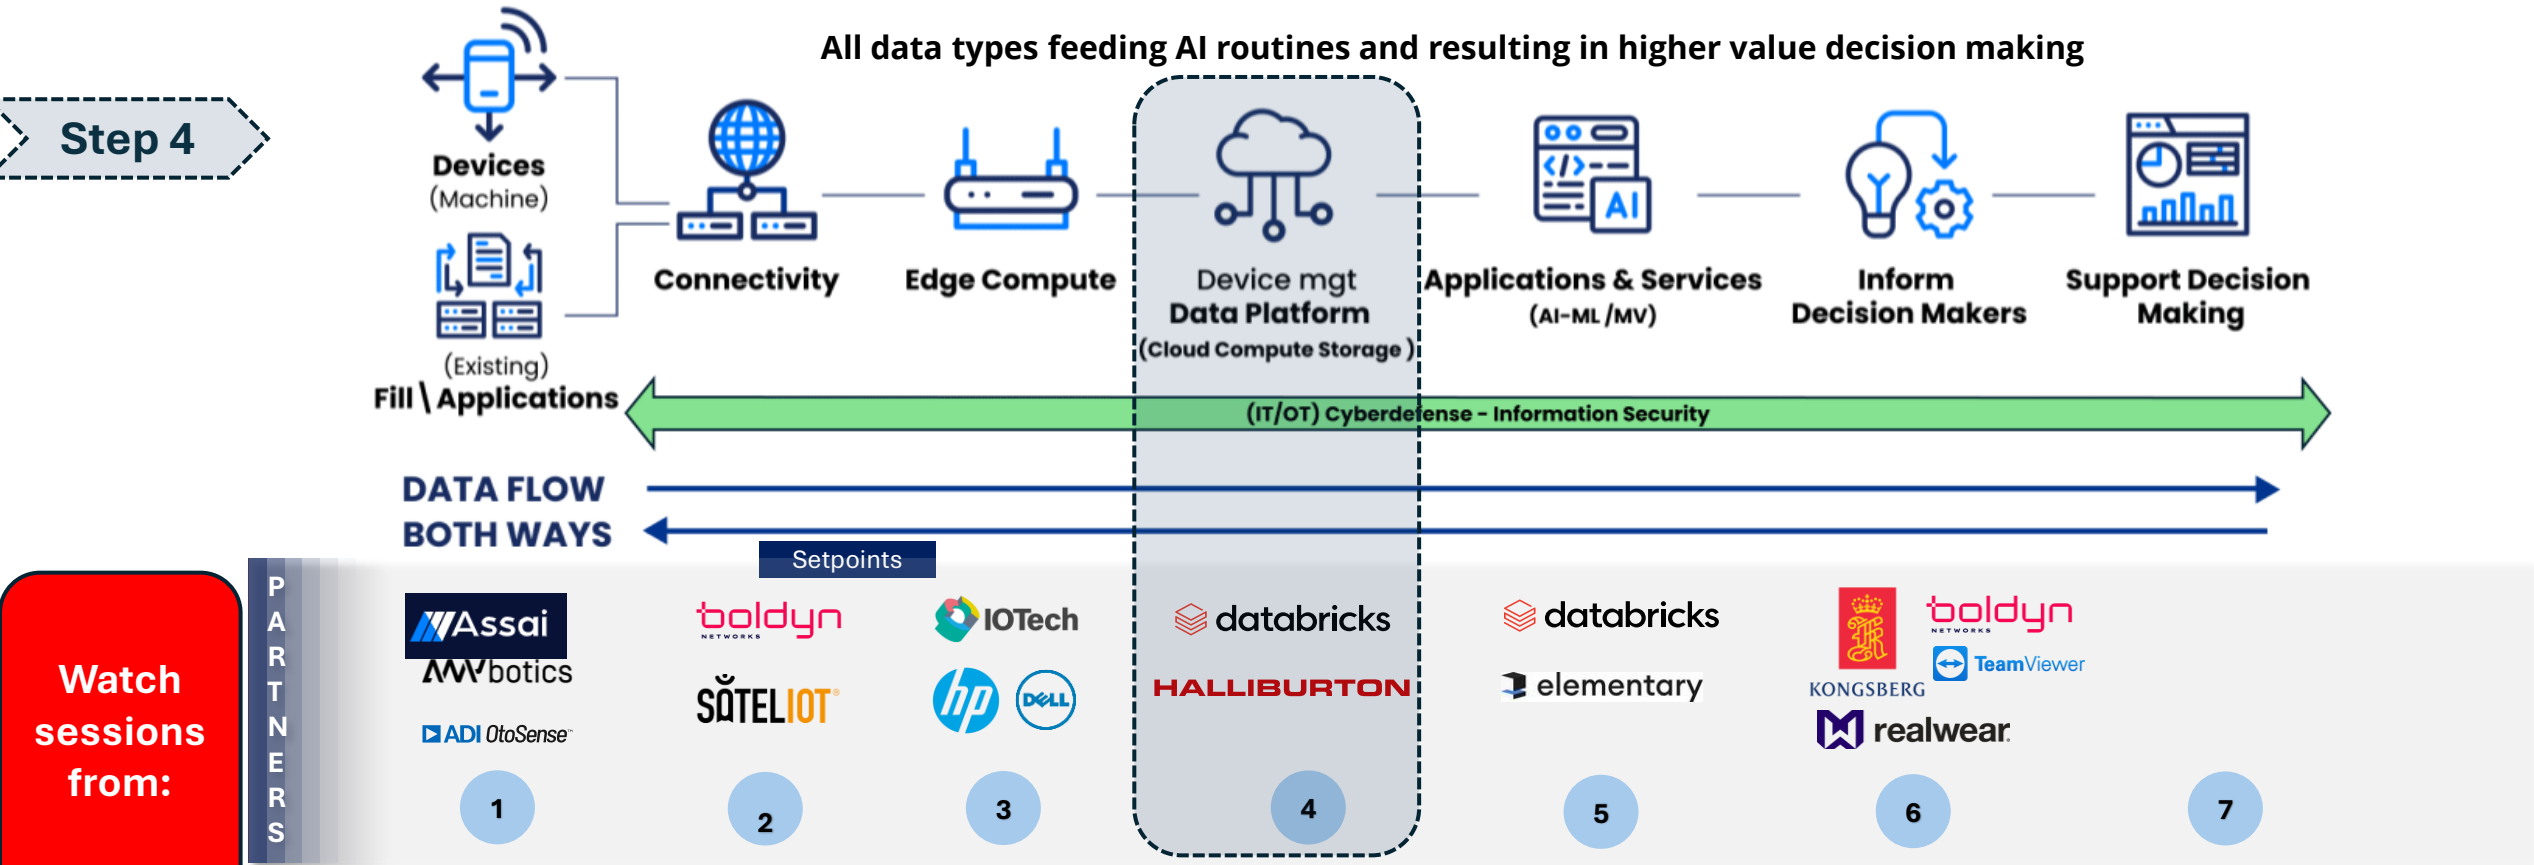 All data types feeding AI routines and resulting in higher value decision making
Step 4
Devices
(Machine)
(Existing)
Fill\Applications
Connectivity
Edge Compute
Device mgt
Data Platform
(Cloud Compute Storage )
AI
Applications & Services
(AI-ML /MV)
Inform
Decision Makers
Support Decision
Making
(IT/OT) Cyberdefense - Information Security
DATA FLOW
BOTH WAYS
Setpoints
Watch
sessions
from:
PARTNERS
Assai
botics
ADI OtoSense™
boldyn
NETWORKS
SATELIOT®
IOTech
hp
DELL
databricks
HALLIBURTON
databricks
elementary
KONGSBERG
boldyn
NETWORKS
TeamViewer
realwear
1
2
3
4
5
6
7